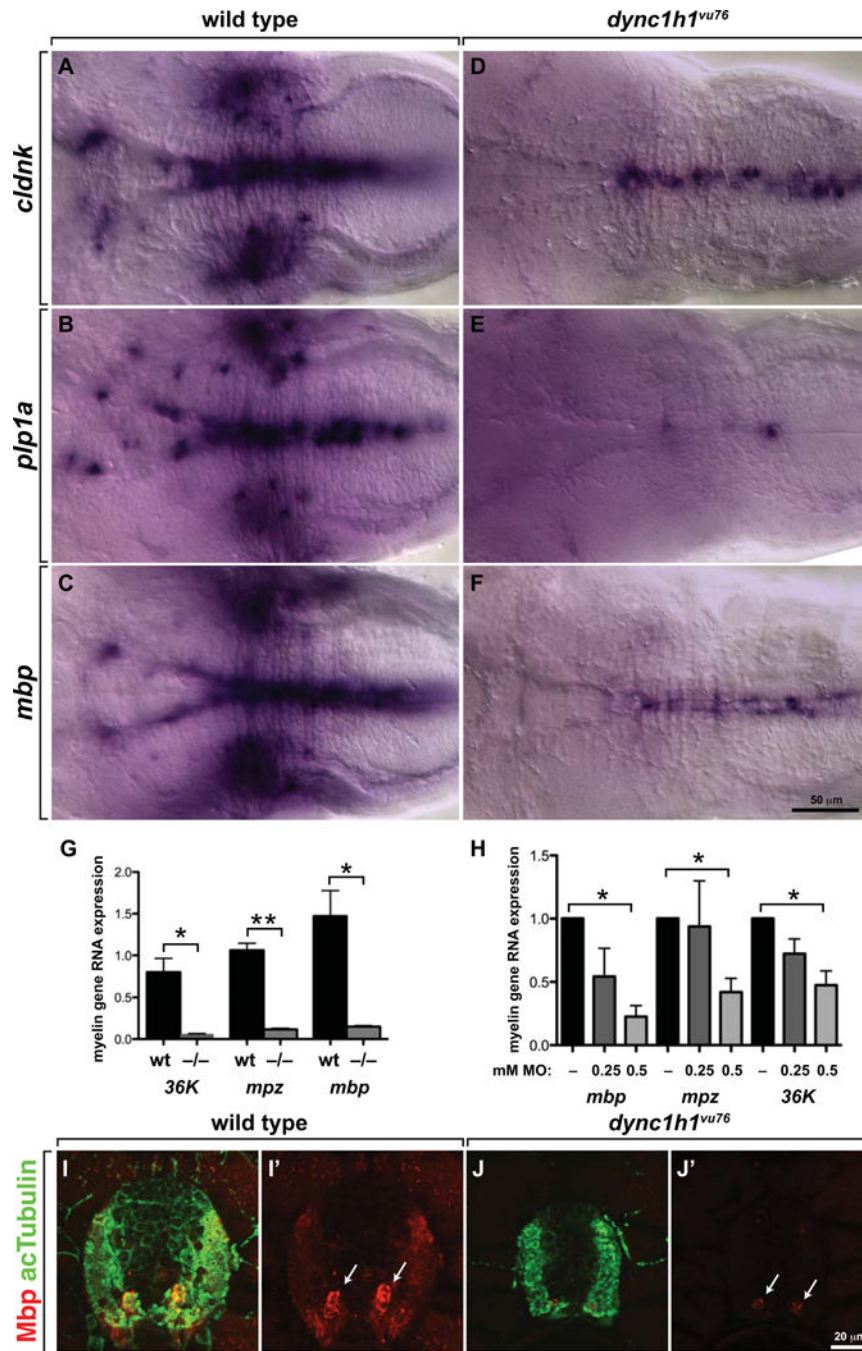 wild type
dync1h1vu76
cldnk
A
D
plp1a
B
E
mbp
C
F
50 µm
G
myelin gene RNA expression
2.0
1.5
1.0
0.5
0.0
*
**
*
wt –/– wt –/– wt –/–
36K mpz mbp
H
myelin gene RNA expression
1.5
1.0
0.5
0.0
*
*
*
mM MO: – 0.25 0.5 – 0.25 0.5 – 0.25 0.5
mbp mpz 36K
wild type
dync1h1vu76
Mbp acTubulin
I
I'
J
J'
20 µm